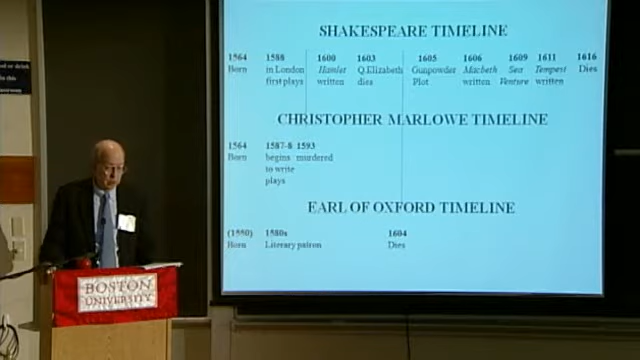 SHAKESPEARE TIMELINE
1564 1588 1600 1603 1605 1606 1609 1611 1616
Born in London Hamlet Q.Elizabeth Gunpowder Macbeth Sea Tempest Dies
first plays written dies Plot written Venture written
CHRISTOPHER MARLOWE TIMELINE
1564 1587-8 1593
Born begins murdered
to write
plays
EARL OF OXFORD TIMELINE
(1550) 1580s 1604
Born Literary patron Dies
BOSTON
UNIVERSITY